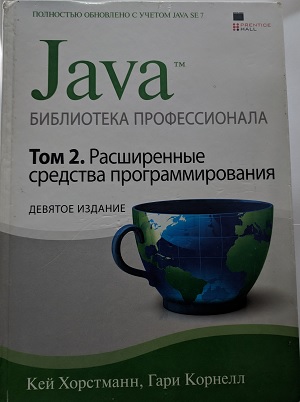 ПОЛНОСТЬЮ ОБНОВЛЕНО С УЧЕТОМ JAVA SE 7
PRENTICE
HALL
Java™
БИБЛИОТЕКА ПРОФЕССИОНАЛА
Том 2. Расширенные
средства программирования
ДЕВЯТОЕ ИЗДАНИЕ
Кей Хорстманн, Гари Корнелл